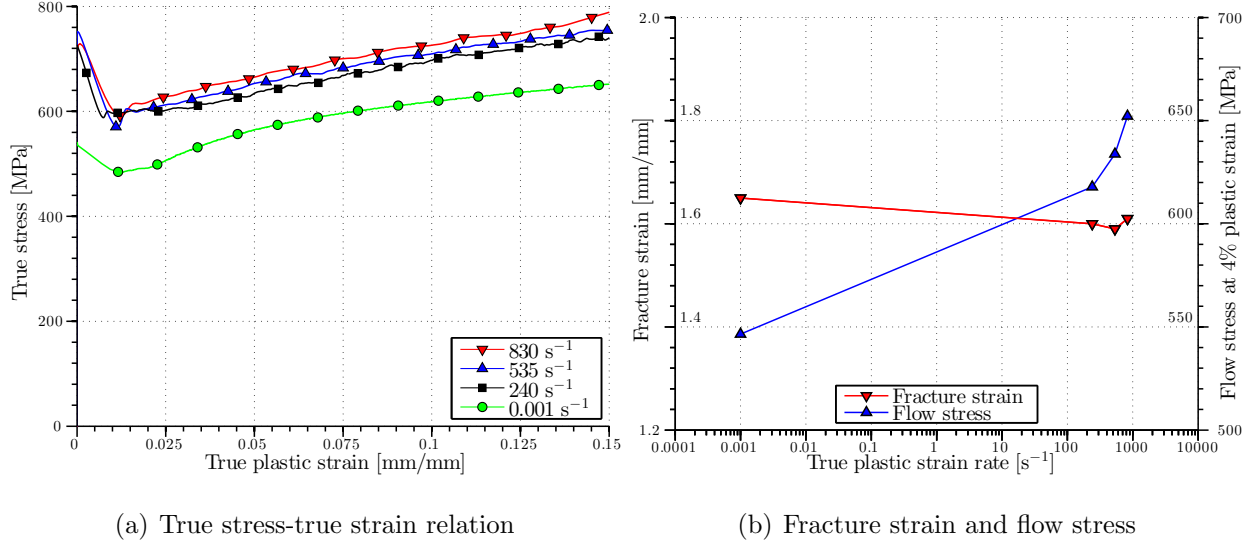 800
600
400
200
0
True stress [MPa]
0
0.025
0.05
0.075
0.1
0.125
0.15
True plastic strain [mm/mm]
830 s⁻¹
535 s⁻¹
240 s⁻¹
0.001 s⁻¹
(a) True stress-true strain relation
2.0
1.8
1.6
1.4
1.2
Fracture strain [mm/mm]
700
650
600
550
500
Flow stress at 4% plastic strain [MPa]
0.0001
0.001
0.01
0.1
1
10
100
1000
10000
True plastic strain rate [s⁻¹]
Fracture strain
Flow stress
(b) Fracture strain and flow stress